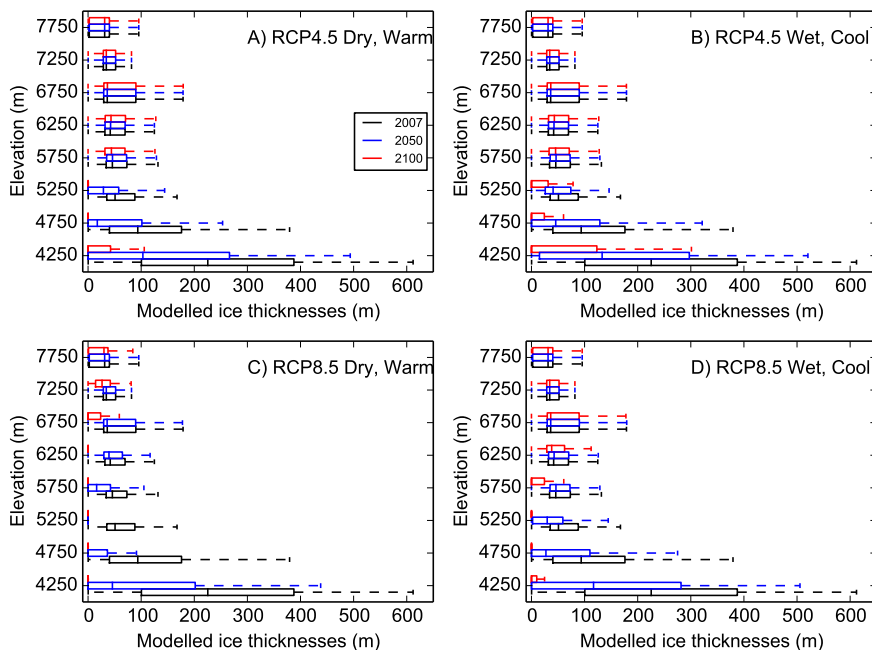 A) RCP4.5 Dry, Warm
Elevation (m)
7750
7250
6750
6250
5750
5250
4750
4250
2007
2050
2100
0 100 200 300 400 500 600
Modelled ice thicknesses (m)
B) RCP4.5 Wet, Cool
Elevation (m)
7750
7250
6750
6250
5750
5250
4750
4250
0 100 200 300 400 500 600
Modelled ice thicknesses (m)
C) RCP8.5 Dry, Warm
Elevation (m)
7750
7250
6750
6250
5750
5250
4750
4250
0 100 200 300 400 500 600
Modelled ice thicknesses (m)
D) RCP8.5 Wet, Cool
Elevation (m)
7750
7250
6750
6250
5750
5250
4750
4250
0 100 200 300 400 500 600
Modelled ice thicknesses (m)